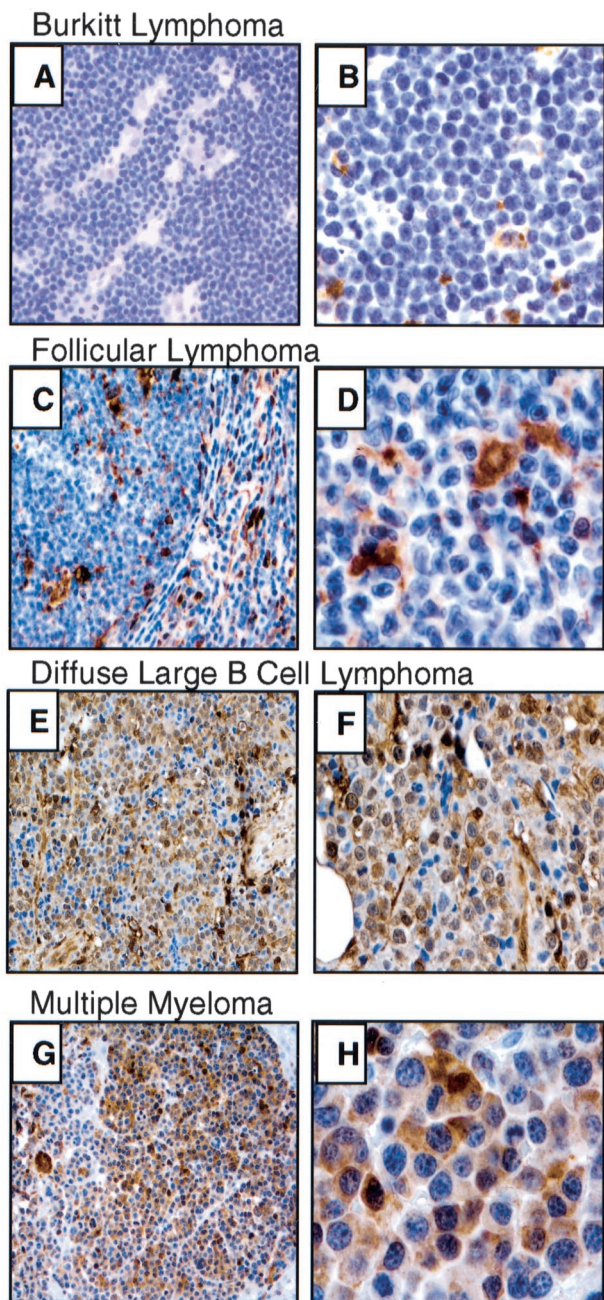 Burkitt Lymphoma
A B
Follicular Lymphoma
C D
Diffuse Large B Cell Lymphoma
E F
Multiple Myeloma
G H